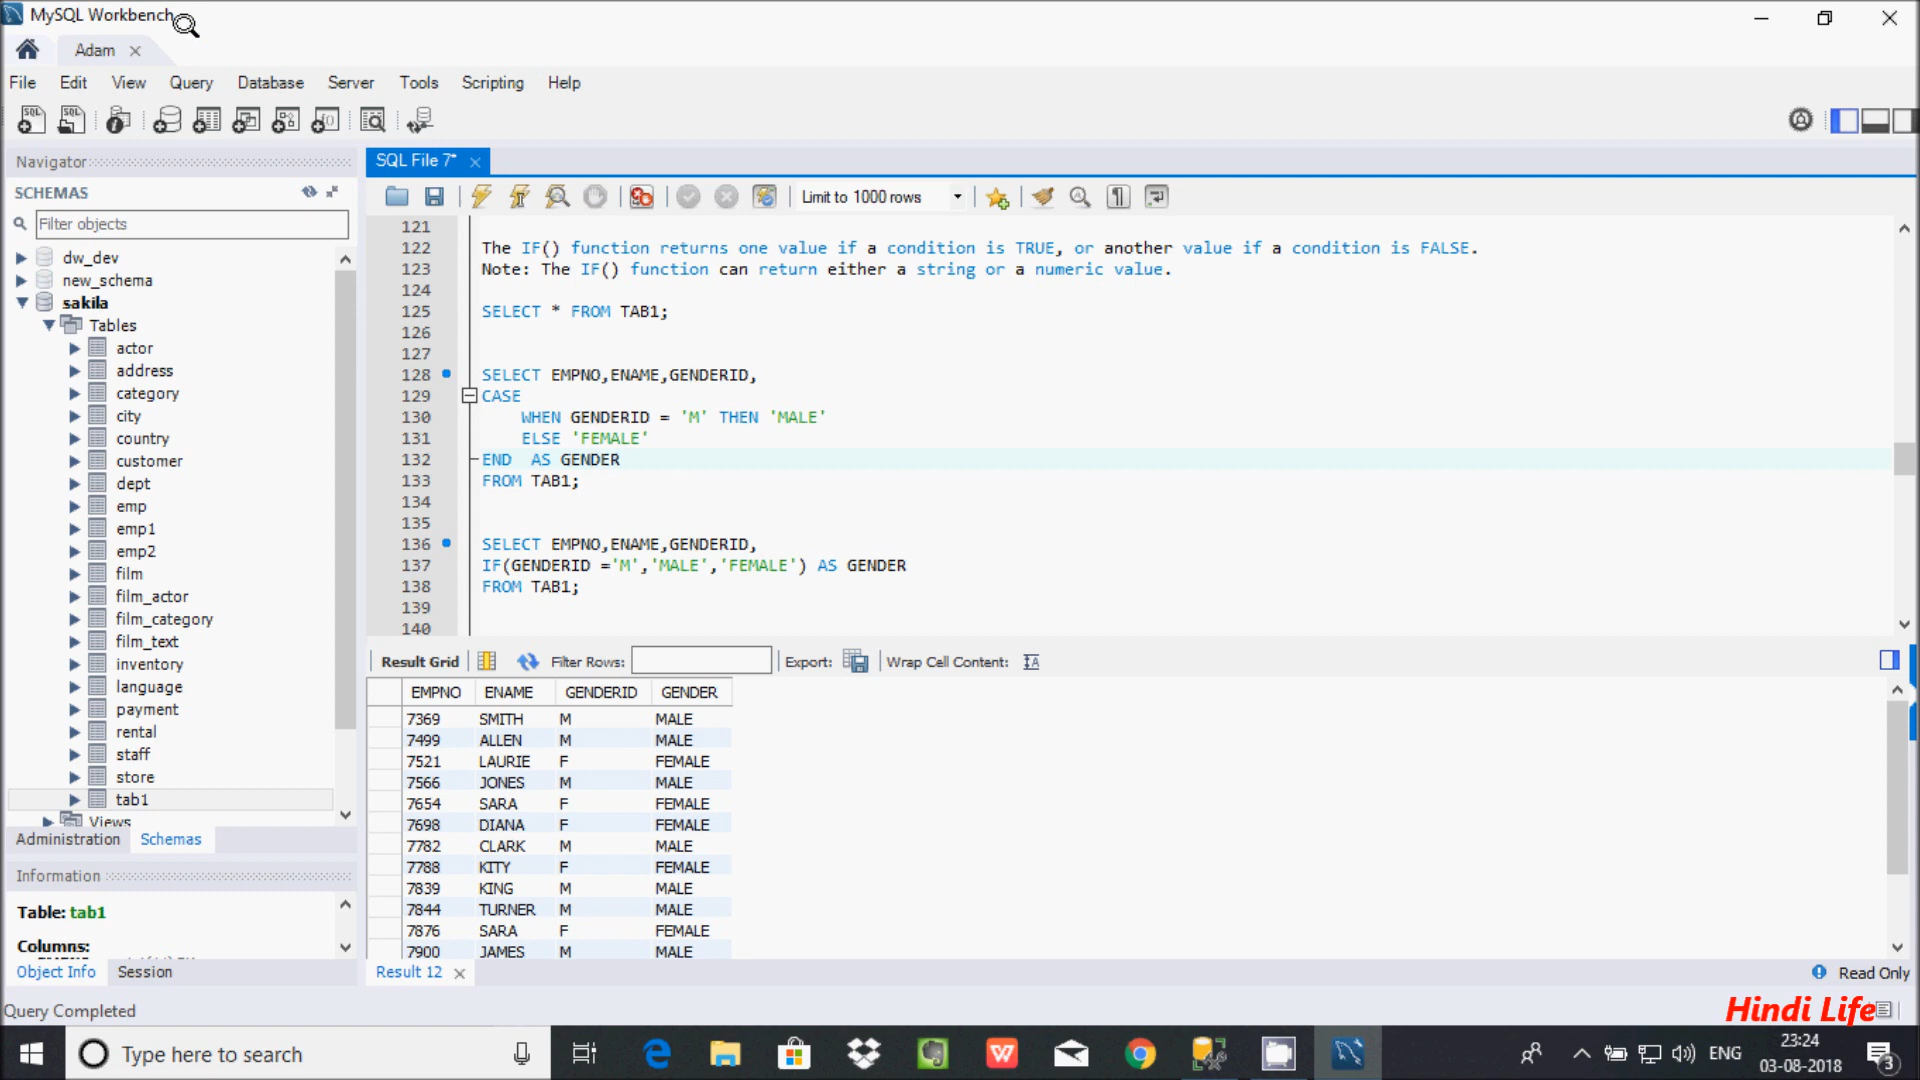 MySQL Workbench
Adam
File Edit View Query Database Server Tools Scripting Help
Navigator
SCHEMAS
Filter objects
dw_dev
new_schema
sakila
Tables
actor
address
category
city
country
customer
dept
emp
emp1
emp2
film
film_actor
film_category
film_text
inventory
language
payment
rental
staff
store
tab1
Views
Administration Schemas
Information
Table: tab1
Columns:
Object Info Session
SQL File 7*
Limit to 1000 rows
121
122 The IF() function returns one value if a condition is TRUE, or another value if a condition is FALSE.
123 Note: The IF() function can return either a string or a numeric value.
124
125 SELECT * FROM TAB1;
126
127
128 SELECT EMPNO,ENAME,GENDERID,
129 CASE
130 WHEN GENDERID = 'M' THEN 'MALE'
131 ELSE 'FEMALE'
132 END AS GENDER
133 FROM TAB1;
134
135
136 SELECT EMPNO,ENAME,GENDERID,
137 IF(GENDERID ='M','MALE','FEMALE') AS GENDER
138 FROM TAB1;
139
140
Result Grid Filter Rows: Export: Wrap Cell Content:
EMPNO ENAME GENDERID GENDER
7369 SMITH M MALE
7499 ALLEN M MALE
7521 LAURIE F FEMALE
7566 JONES M MALE
7654 SARA F FEMALE
7698 DIANA F FEMALE
7782 CLARK M MALE
7788 KITY F FEMALE
7839 KING M MALE
7844 TURNER M MALE
7876 SARA F FEMALE
7900 JAMES M MALE
Result 12
Read Only
Query Completed
Hindi Life
Type here to search
ENG
23:24
03-08-2018
3